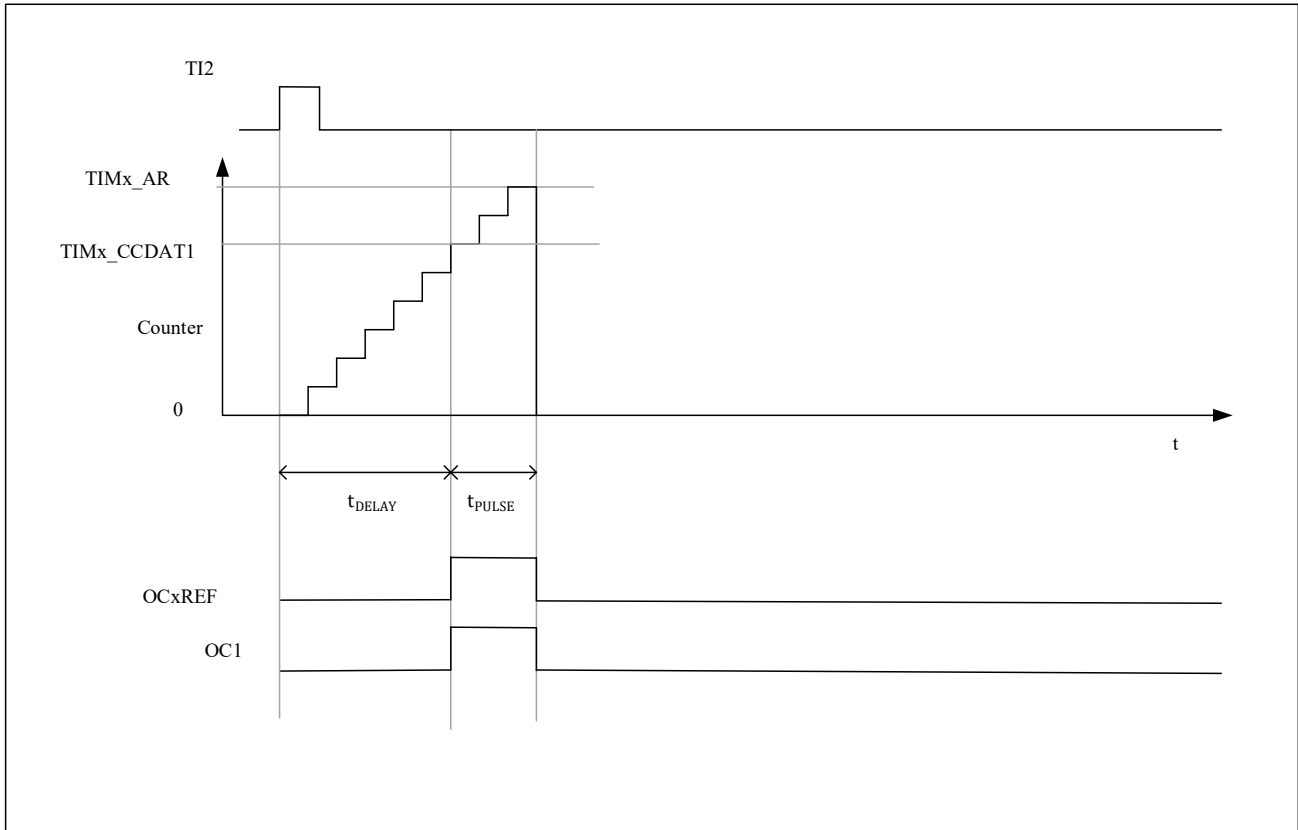 TI2
TIMx_AR
TIMx_CCDAT1
Counter
0
t
tDELAY tPULSE
OCxREF
OC1